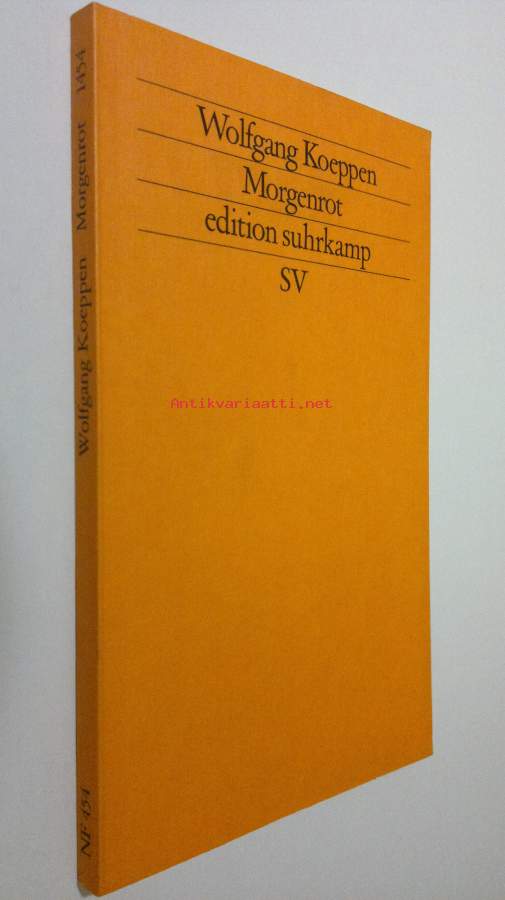 Wolfgang Koeppen
Morgenrot
edition suhrkamp
SV
Antikvariaatti.net
Wolfgang Koeppen Morgenrot 1454
NF 454